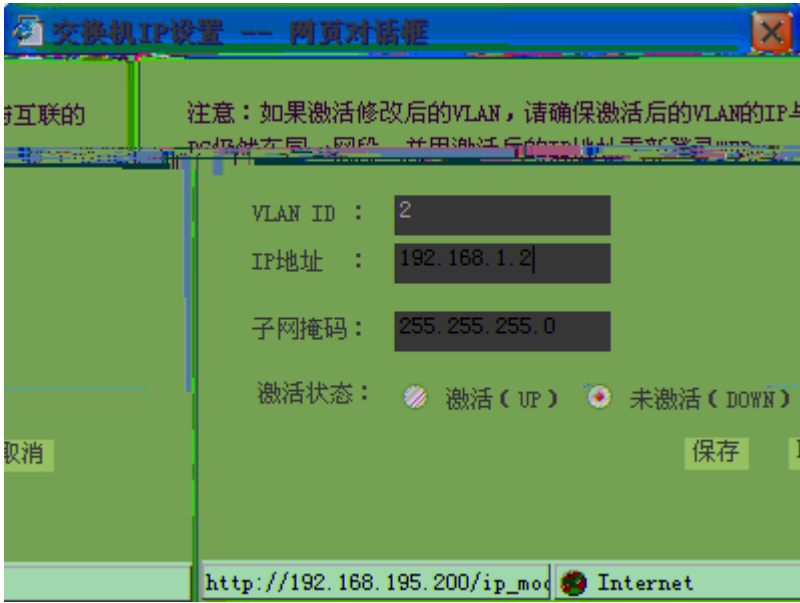 交换机IP设置 -- 网页对话框
持互联的
注意：如果激活修改后的VLAN，请确保激活后的VLAN的IP与
VLAN ID ： 2
IP地址 ： 192.168.1.2
子网掩码： 255.255.255.0
激活状态： 激活（UP） 未激活（DOWN）
取消
保存
http://192.168.195.200/ip_mod
Internet